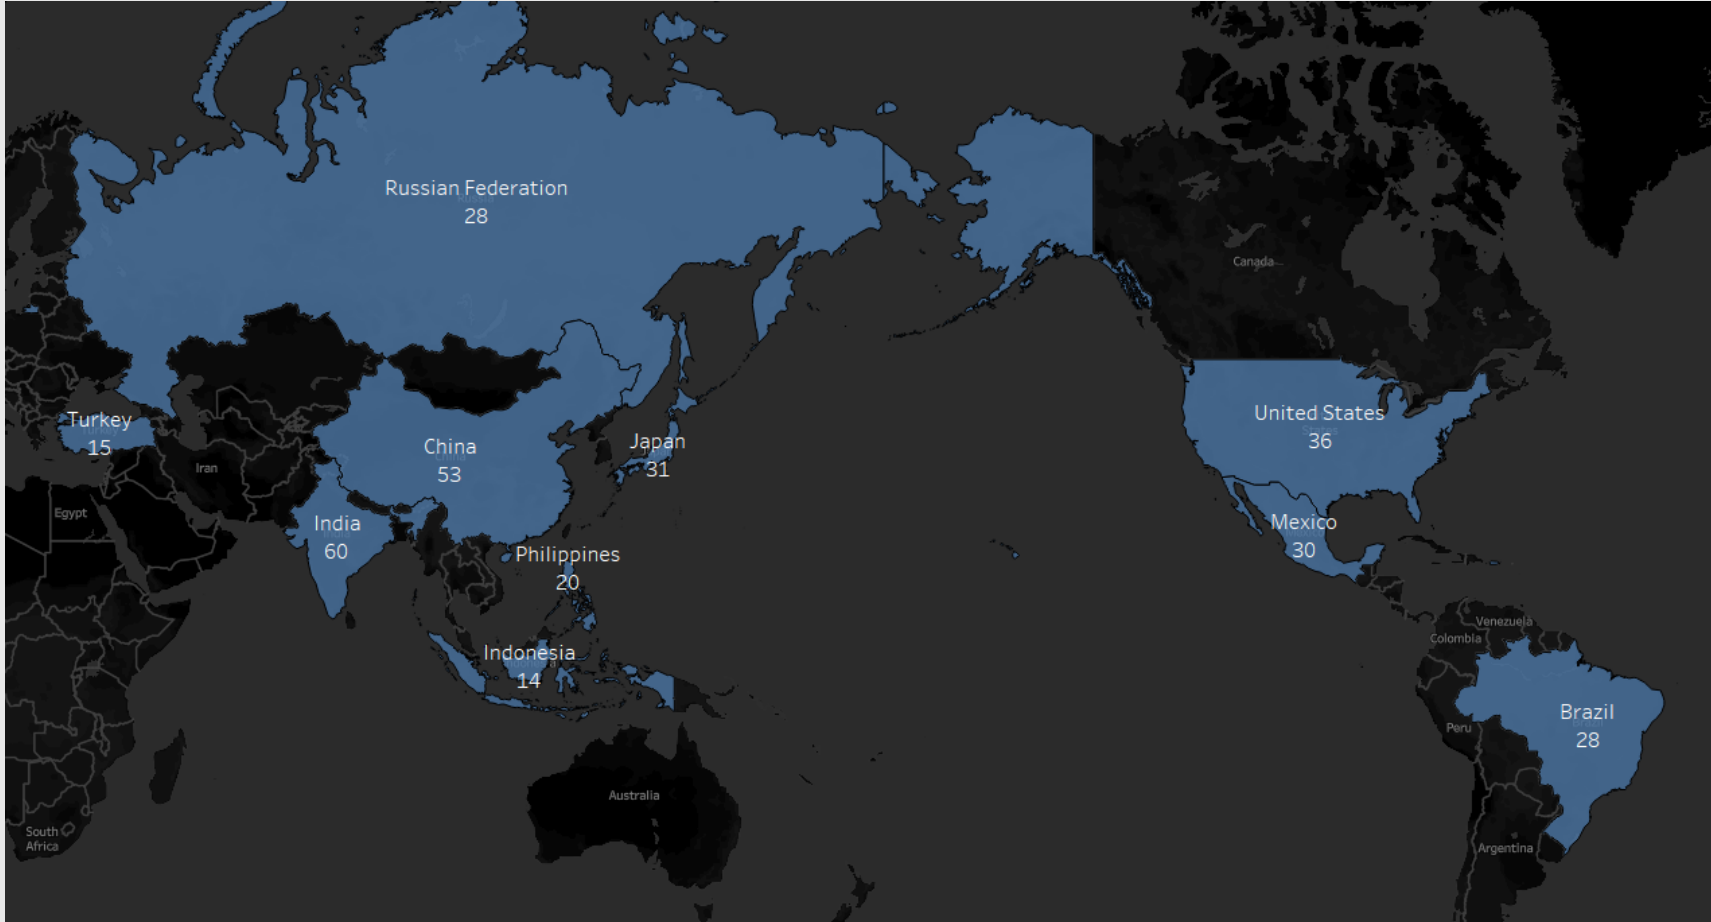 Russian Federation
28
Canada
Turkey
15
China
53
Japan
31
United States
36
Iran
Egypt
India
60
Philippines
20
Mexico
30
Indonesia
14
Venezuela
Colombia
Brazil
28
Peru
Australia
South
Africa
Argentina